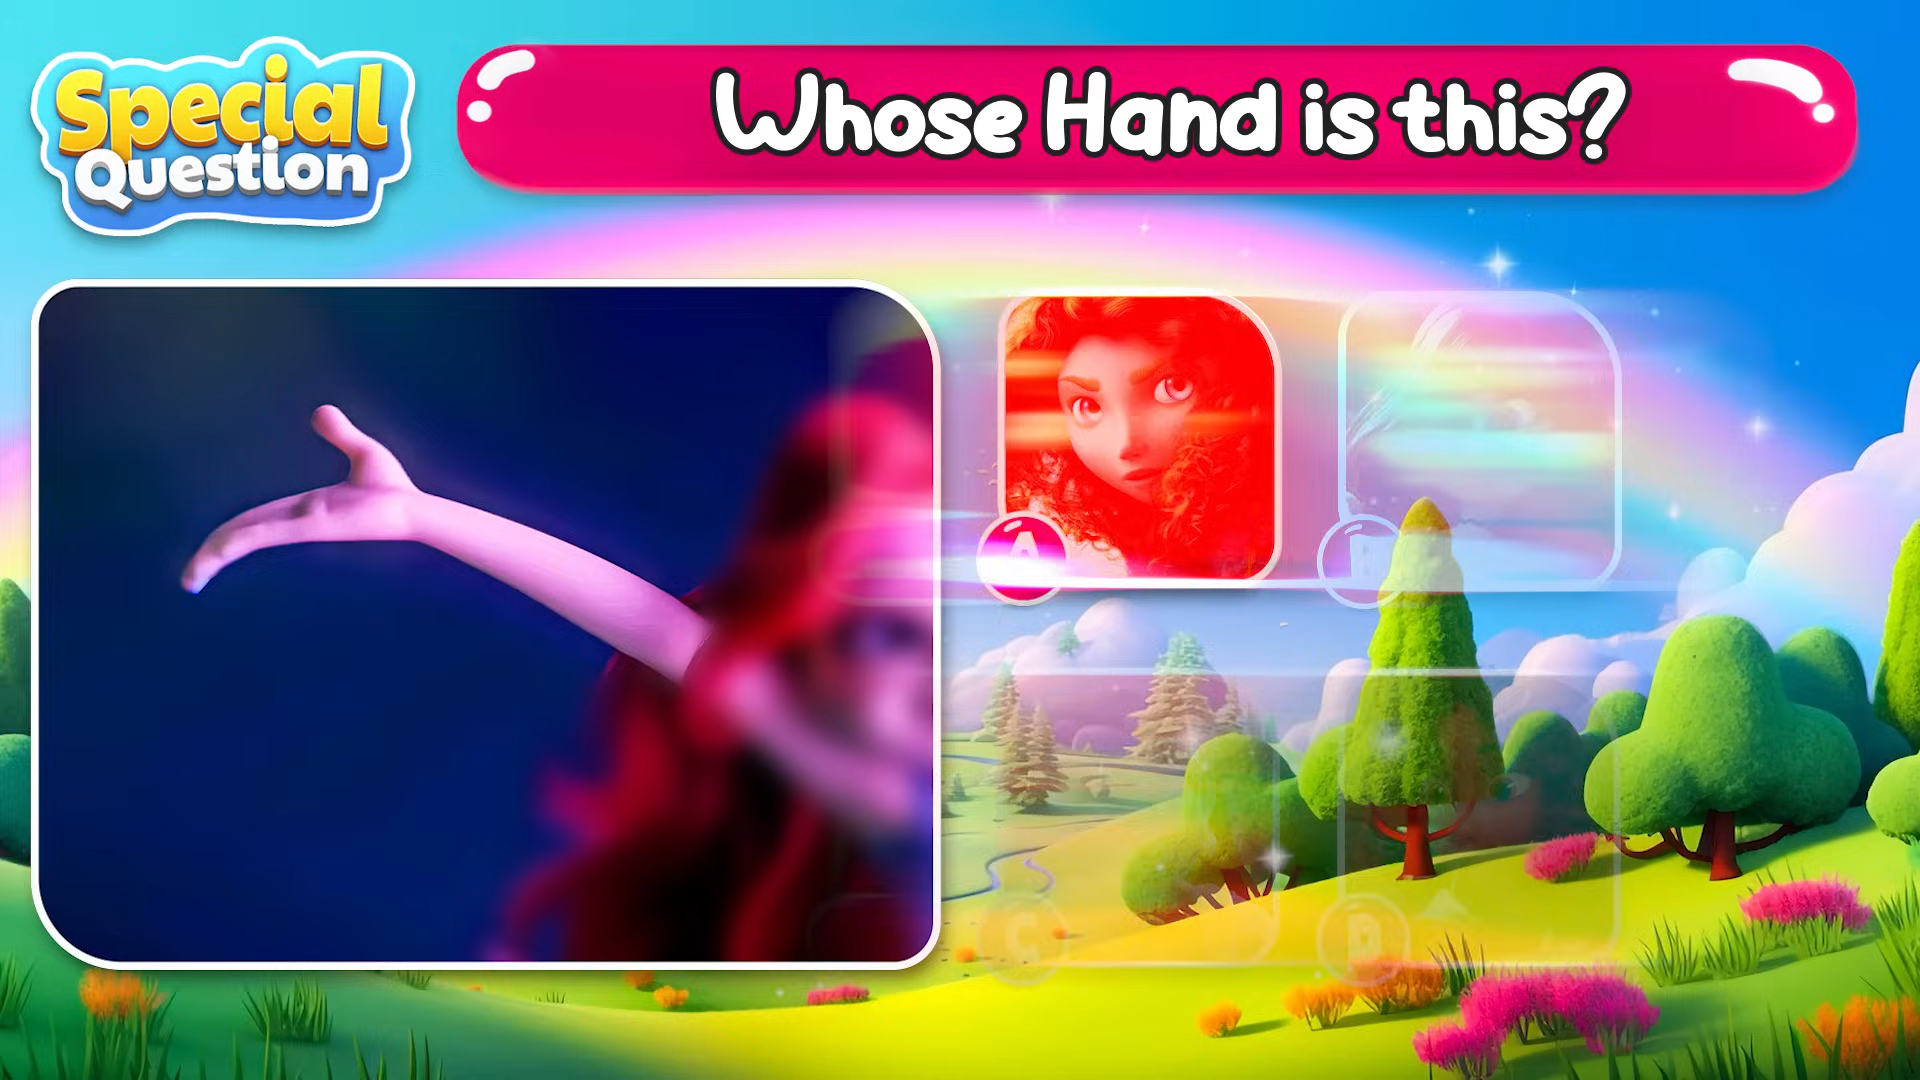 Special
Question
Whose Hand is this?
A
C
D